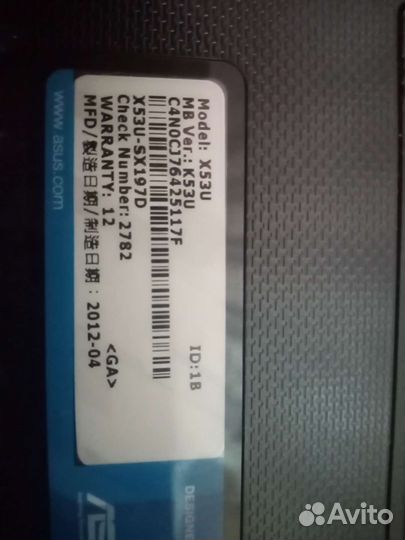 Model: X53U
MB Ver.: K53U
C4N0CJ76425117F
X53U-SX197D
Check Number: 2782
WARRANTY: 12
MFD/製造日期/制造日期：2012-04
ID:1B
<GA>
www.asus.com
DESIGNE
Avito